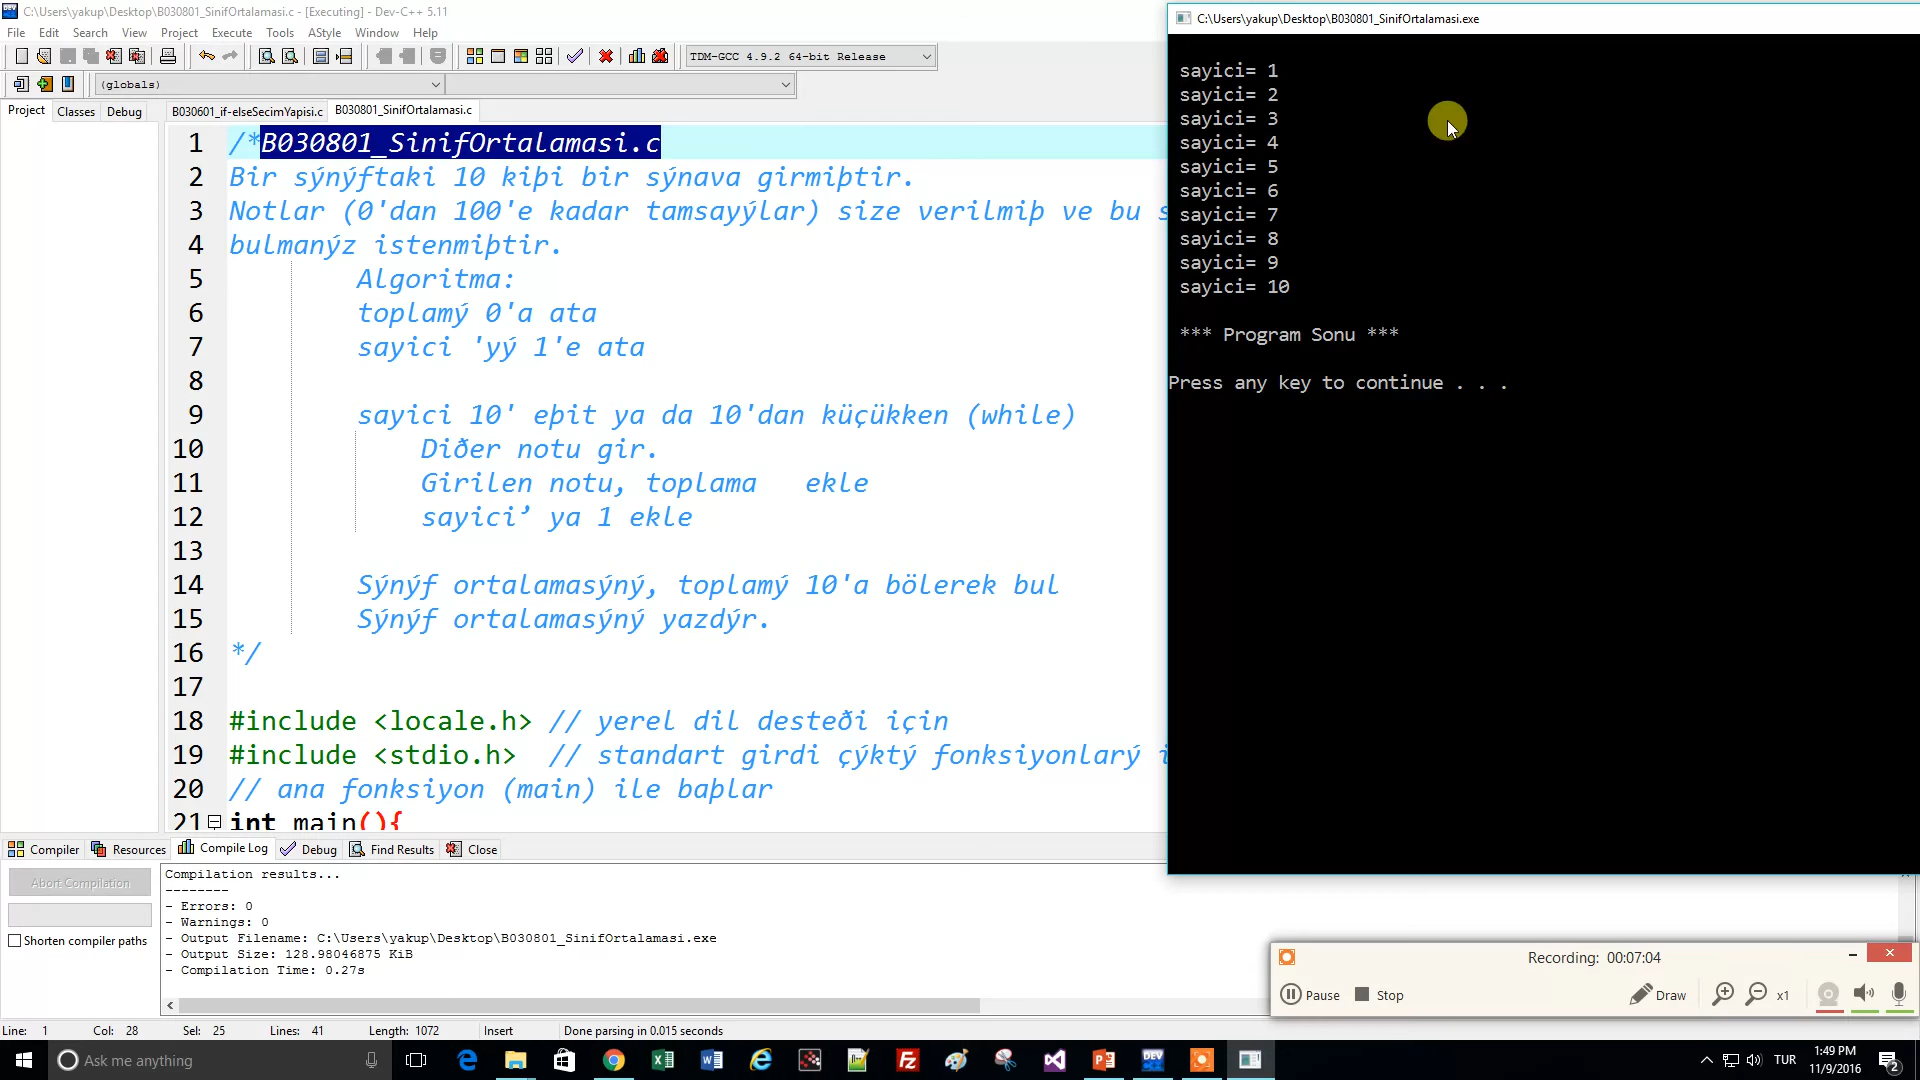 C:\Users\yakup\Desktop\B030801_SinifOrtalamasi.c - [Executing] - Dev-C++ 5.11
File Edit Search View Project Execute Tools AStyle Window Help
TDM-GCC 4.9.2 64-bit Release
(globals)
Project Classes Debug B030601_if-elseSecimYapisi.c B030801_SinifOrtalamasi.c
1 /*B030801_SinifOrtalamasi.c
2 Bir sýnýftaki 10 kiþi bir sýnava girmiþtir.
3 Notlar (0'dan 100'e kadar tamsayýlar) size verilmiþ ve bu s
4 bulmanýz istenmiþtir.
5 Algoritma:
6 toplamý 0'a ata
7 sayici 'yý 1'e ata
8
9 sayici 10' eþit ya da 10'dan küçükken (while)
10 Diðer notu gir.
11 Girilen notu, toplama ekle
12 sayici’ ya 1 ekle
13
14 Sýnýf ortalamasýný, toplamý 10'a bölerek bul
15 Sýnýf ortalamasýný yazdýr.
16 */
17
18 #include <locale.h> // yerel dil desteði için
19 #include <stdio.h> // standart girdi çýktý fonksiyonlarý i
20 // ana fonksiyon (main) ile baþlar
21 int main(){
C:\Users\yakup\Desktop\B030801_SinifOrtalamasi.exe
sayici= 1
sayici= 2
sayici= 3
sayici= 4
sayici= 5
sayici= 6
sayici= 7
sayici= 8
sayici= 9
sayici= 10
*** Program Sonu ***
Press any key to continue . . .
Compiler Resources Compile Log Debug Find Results Close
Abort Compilation
Shorten compiler paths
Compilation results...
--------
- Errors: 0
- Warnings: 0
- Output Filename: C:\Users\yakup\Desktop\B030801_SinifOrtalamasi.exe
- Output Size: 128.98046875 KiB
- Compilation Time: 0.27s
Recording: 00:07:04
Pause Stop Draw x1
Line: 1 Col: 28 Sel: 25 Lines: 41 Length: 1072 Insert Done parsing in 0.015 seconds
Ask me anything
TUR
1:49 PM
11/9/2016
2